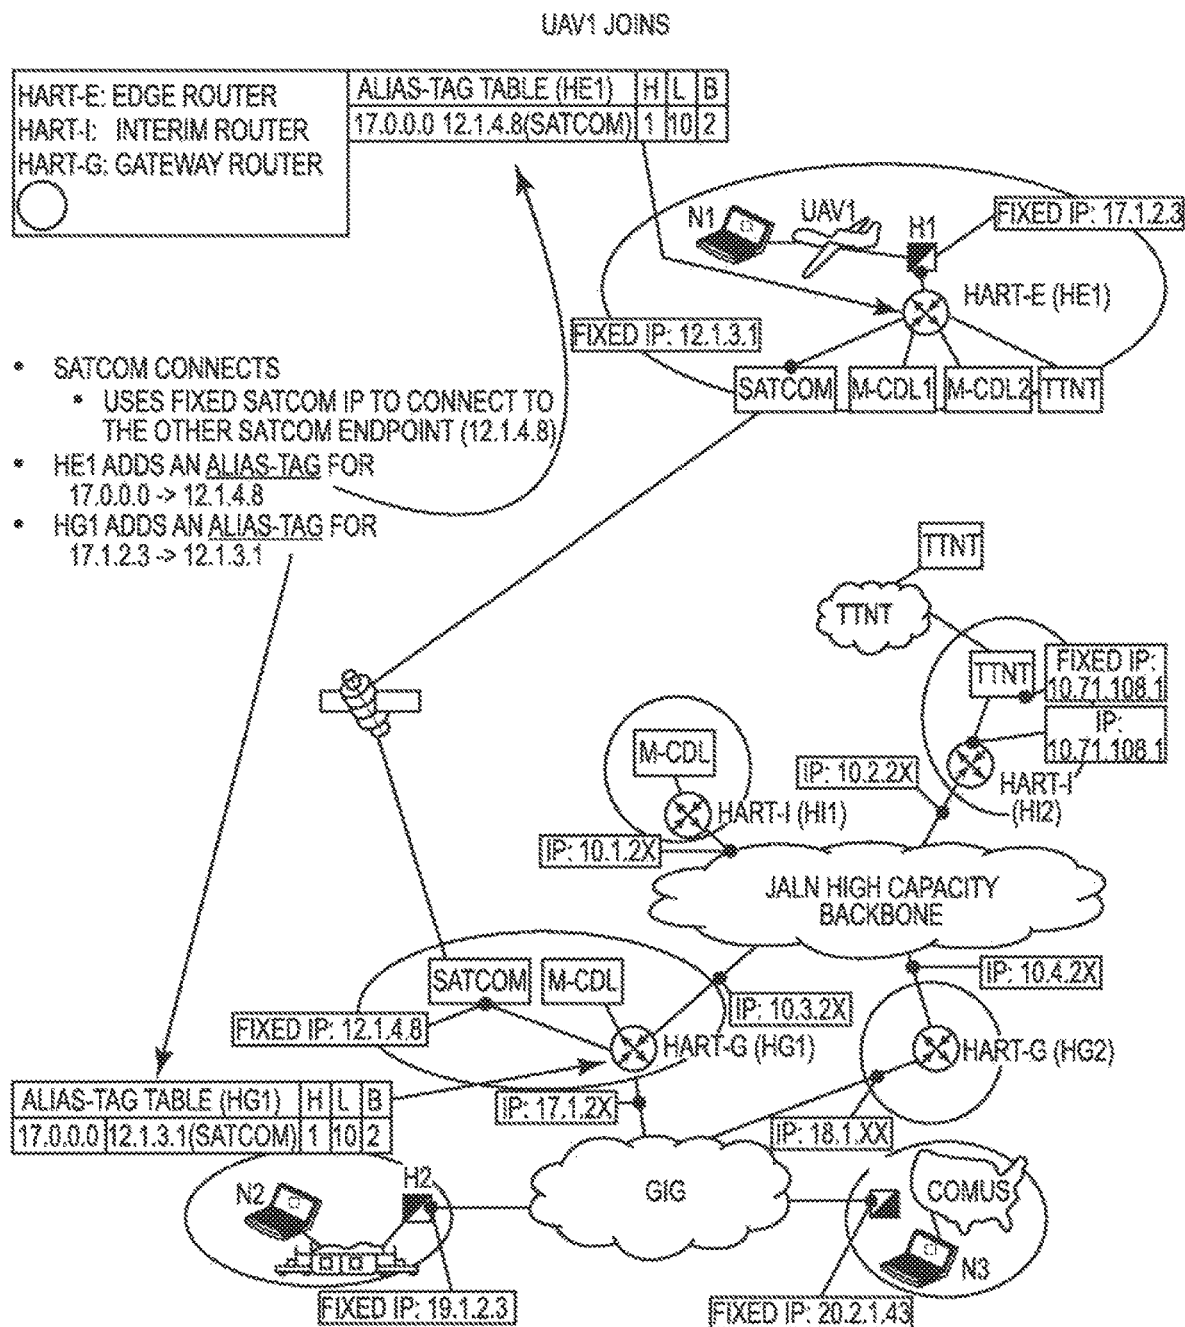 UAV1 JOINS
HART-E: EDGE ROUTER
HART-I: INTERIM ROUTER
HART-G: GATEWAY ROUTER
ALIAS-TAG TABLE (HE1) H L B
17.0.0.0 12.1.4.8(SATCOM) 1 10 2
N1
UAV1
H1
FIXED IP: 17.1.2.3
HART-E (HE1)
FIXED IP: 12.1.3.1
SATCOM M-CDL1 M-CDL2 TTNT
• SATCOM CONNECTS
• USES FIXED SATCOM IP TO CONNECT TO
THE OTHER SATCOM ENDPOINT (12.1.4.8)
• HE1 ADDS AN ALIAS-TAG FOR
17.0.0.0 -> 12.1.4.8
• HG1 ADDS AN ALIAS-TAG FOR
17.1.2.3 -> 12.1.3.1
TTNT
TTNT
TTNT
FIXED IP:
10.71.108.1
IP:
10.71.108.1
M-CDL
IP: 10.2.2X
HART-I
(HI2)
HART-I (HI1)
IP: 10.1.2X
JALN HIGH CAPACITY
BACKBONE
SATCOM M-CDL
IP: 10.4.2X
IP: 10.3.2X
FIXED IP: 12.1.4.8
HART-G (HG1)
HART-G (HG2)
ALIAS-TAG TABLE (HG1) H L B
17.0.0.0 12.1.3.1(SATCOM) 1 10 2
IP: 17.1.2X
IP: 18.1.XX
N2
H2
GIG
COMUS
N3
FIXED IP: 19.1.2.3
FIXED IP: 20.2.1.43